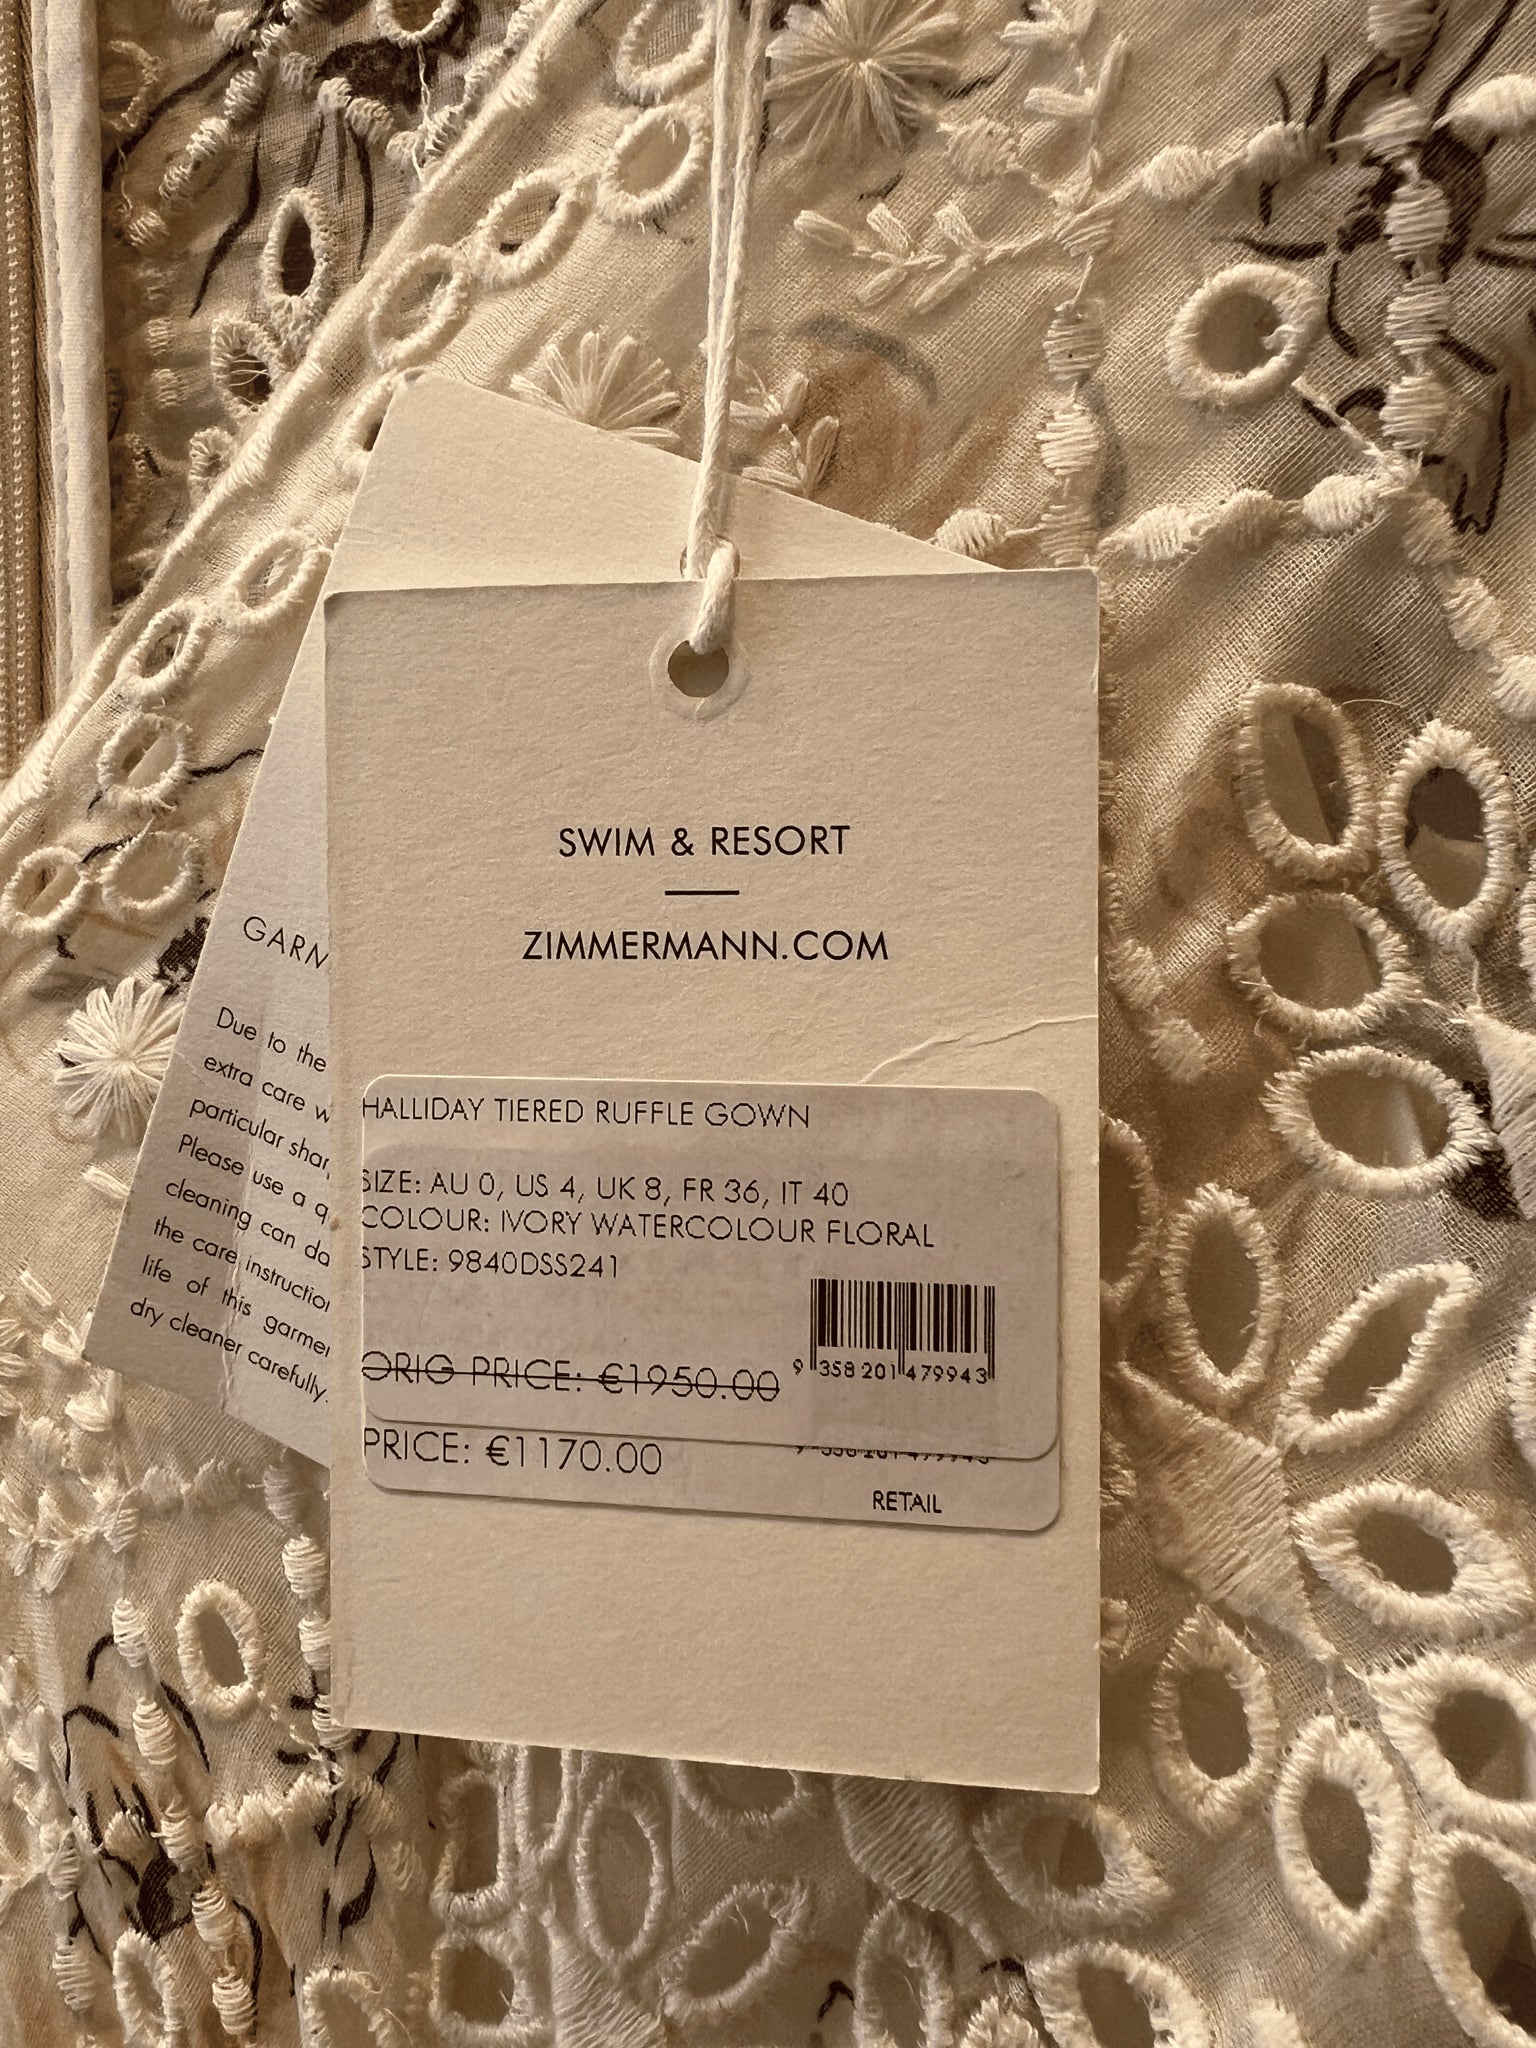 SWIM & RESORT
ZIMMERMANN.COM
HALLIDAY TIERED RUFFLE GOWN
SIZE: AU 0, US 4, UK 8, FR 36, IT 40
COLOUR: IVORY WATERCOLOUR FLORAL
STYLE: 9840DSS241
ORIG PRICE: €1950.00
9 358201 479943
PRICE: €1170.00
RETAIL
GARM
Due to the
extra care w
particular shar
Please use a q
cleaning can da
the care instruction
life of this garmen
dry cleaner carefully.